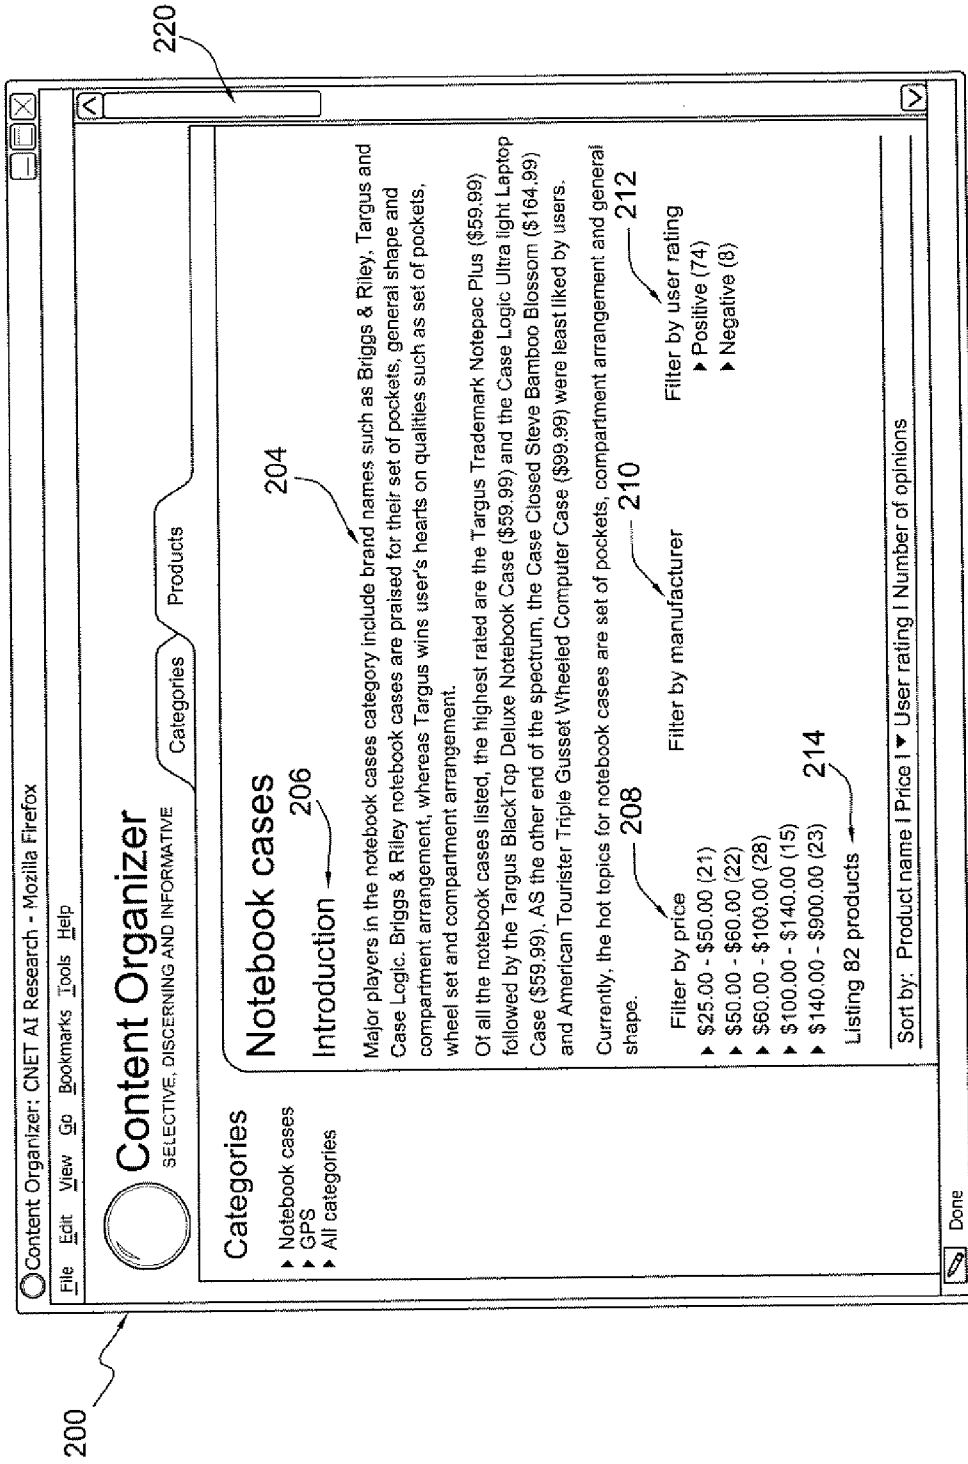 200
220
Content Organizer: CNET AI Research - Mozilla Firefox
File Edit View Go Bookmarks Tools Help
Content Organizer
SELECTIVE, DISCERNING AND INFORMATIVE
Categories Products
Categories
Notebook cases
GPS
All categories
Notebook cases
Introduction
206
204
Major players in the notebook cases category include brand names such as Briggs & Riley, Targus and
Case Logic. Briggs & Riley notebook cases are praised for their set of pockets, general shape and
compartment arrangement, whereas Targus wins user's hearts on qualities such as set of pockets,
wheel set and compartment arrangement.
Of all the notebook cases listed, the highest rated are the Targus Trademark Notepac Plus ($59.99)
followed by the Targus BlackTop Deluxe Notebook Case ($59.99) and the Case Logic Ultra light Laptop
Case ($59.99). AS the other end of the spectrum, the Case Closed Steve Bamboo Blossom ($164.99)
and American Tourister Triple Gusset Wheeled Computer Case ($99.99) were least liked by users.
Currently, the hot topics for notebook cases are set of pockets, compartment arrangement and general
shape.
208
210
212
Filter by price
$25.00 - $50.00 (21)
$50.00 - $60.00 (22)
$60.00 - $100.00 (28)
$100.00 - $140.00 (15)
$140.00 - $900.00 (23)
Filter by manufacturer
Filter by user rating
Positive (74)
Negative (8)
Listing 82 products
214
Sort by: Product name | Price | ▼ User rating | Number of opinions
Done